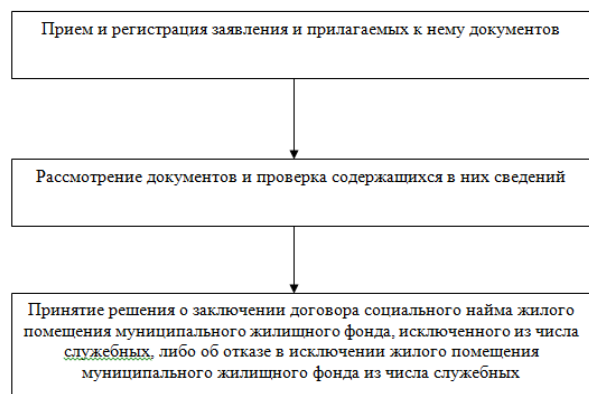 Прием и регистрация заявления и прилагаемых к нему документов
Рассмотрение документов и проверка содержащихся в них сведений
Принятие решения о заключении договора социального найма жилого
помещения муниципального жилищного фонда, исключенного из числа
служебных, либо об отказе в исключении жилого помещения
муниципального жилищного фонда из числа служебных